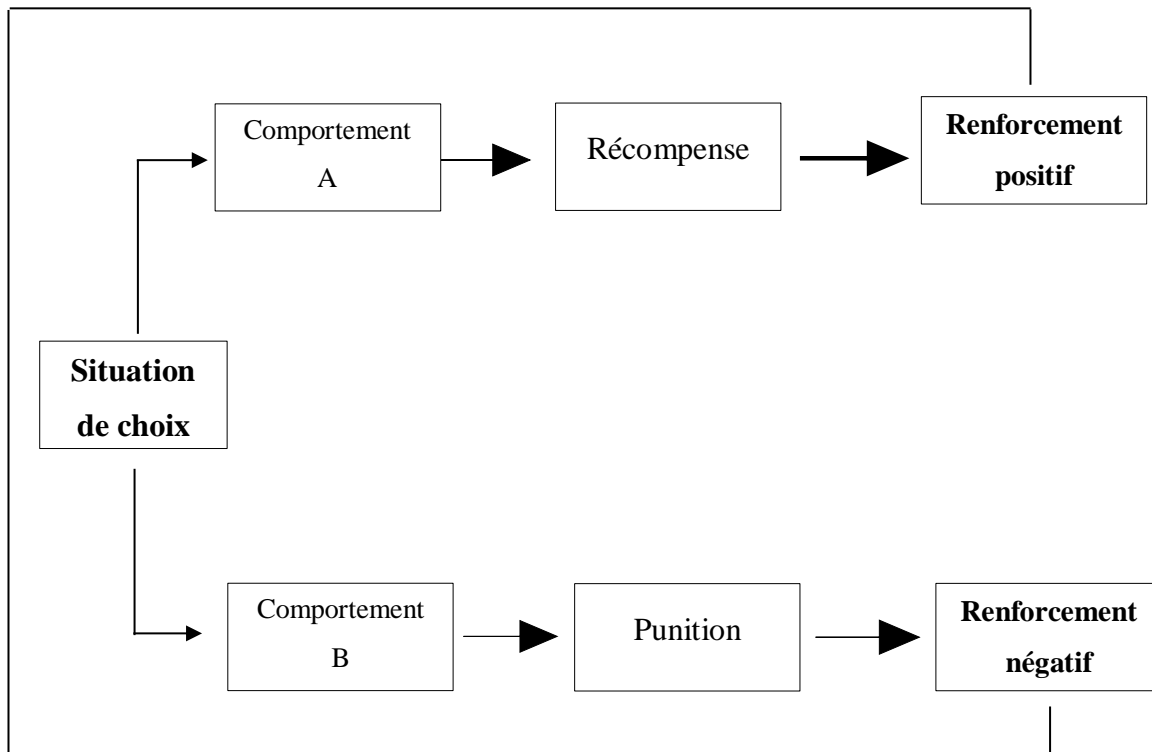 Comportement
A
Récompense
Renforcement
positif
Situation
de choix
Comportement
B
Punition
Renforcement
négatif